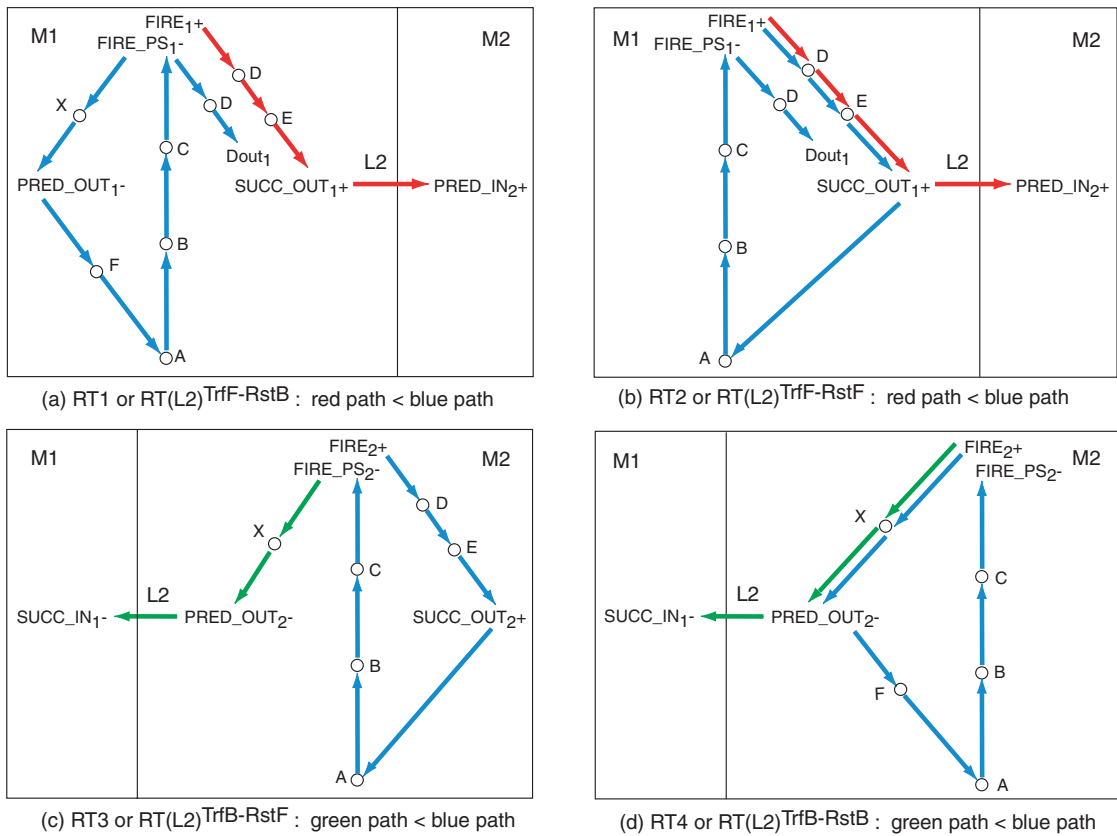 M1
FIRE1+
FIRE_PS1-
M2
D
X
D
E
C
Dout1
L2
PRED_OUT1-
SUCC_OUT1+
PRED_IN2+
B
F
A
(a) RT1 or RT(L2)TrfF-RstB : red path < blue path
M1
FIRE1+
FIRE_PS1-
M2
D
D
E
C
Dout1
L2
SUCC_OUT1+
PRED_IN2+
B
A
(b) RT2 or RT(L2)TrfF-RstF : red path < blue path
M1
FIRE2+
FIRE_PS2-
M2
D
X
E
C
L2
SUCC_IN1-
PRED_OUT2-
SUCC_OUT2+
B
A
(c) RT3 or RT(L2)TrfB-RstF : green path < blue path
M1
FIRE2+
FIRE_PS2-
M2
X
C
L2
SUCC_IN1-
PRED_OUT2-
B
F
A
(d) RT4 or RT(L2)TrfB-RstB : green path < blue path